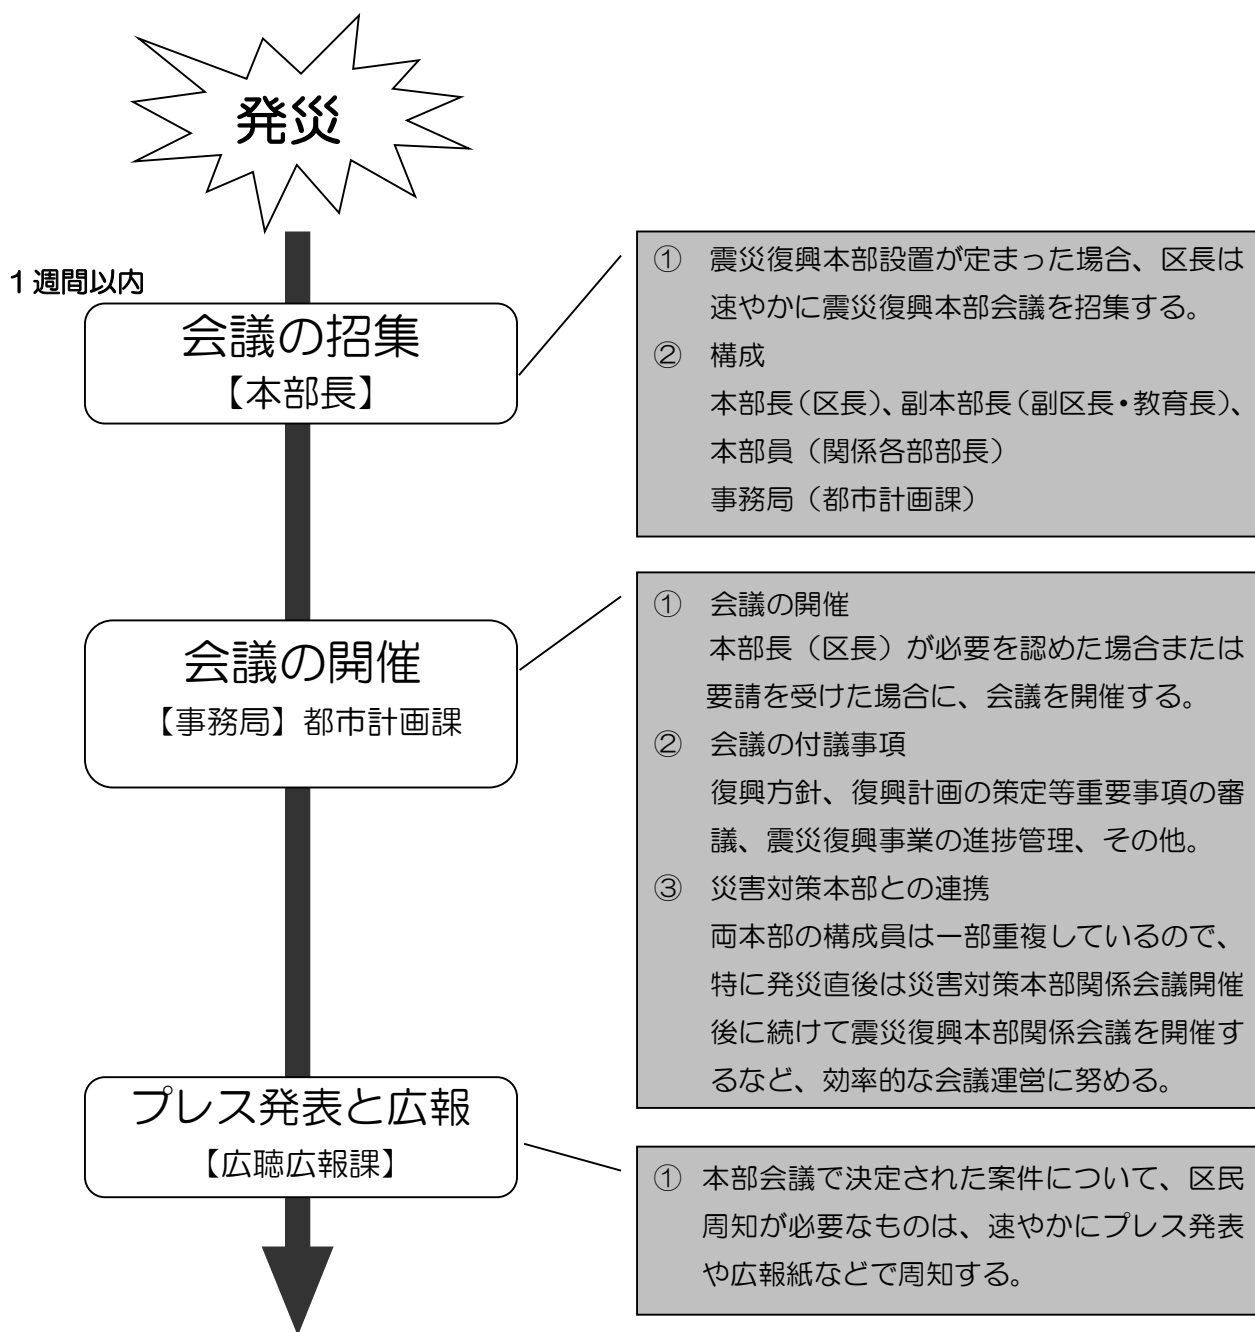 発災
1週間以内
会議の招集
【本部長】
① 震災復興本部設置が定まった場合、区長は
速やかに震災復興本部会議を招集する。
② 構成
本部長(区長)、副本部長(副区長・教育長)、
本部員(関係各部部長)
事務局(都市計画課)
会議の開催
【事務局】都市計画課
① 会議の開催
本部長(区長)が必要を認めた場合または
要請を受けた場合に、会議を開催する。
② 会議の付議事項
復興方針、復興計画の策定等重要事項の審
議、震災復興事業の進捗管理、その他。
③ 災害対策本部との連携
両本部の構成員は一部重複しているので、
特に発災直後は災害対策本部関係会議開催
後に続けて震災復興本部関係会議を開催す
るなど、効率的な会議運営に努める。
プレス発表と広報
【広聴広報課】
① 本部会議で決定された案件について、区民
周知が必要なものは、速やかにプレス発表
や広報紙などで周知する。